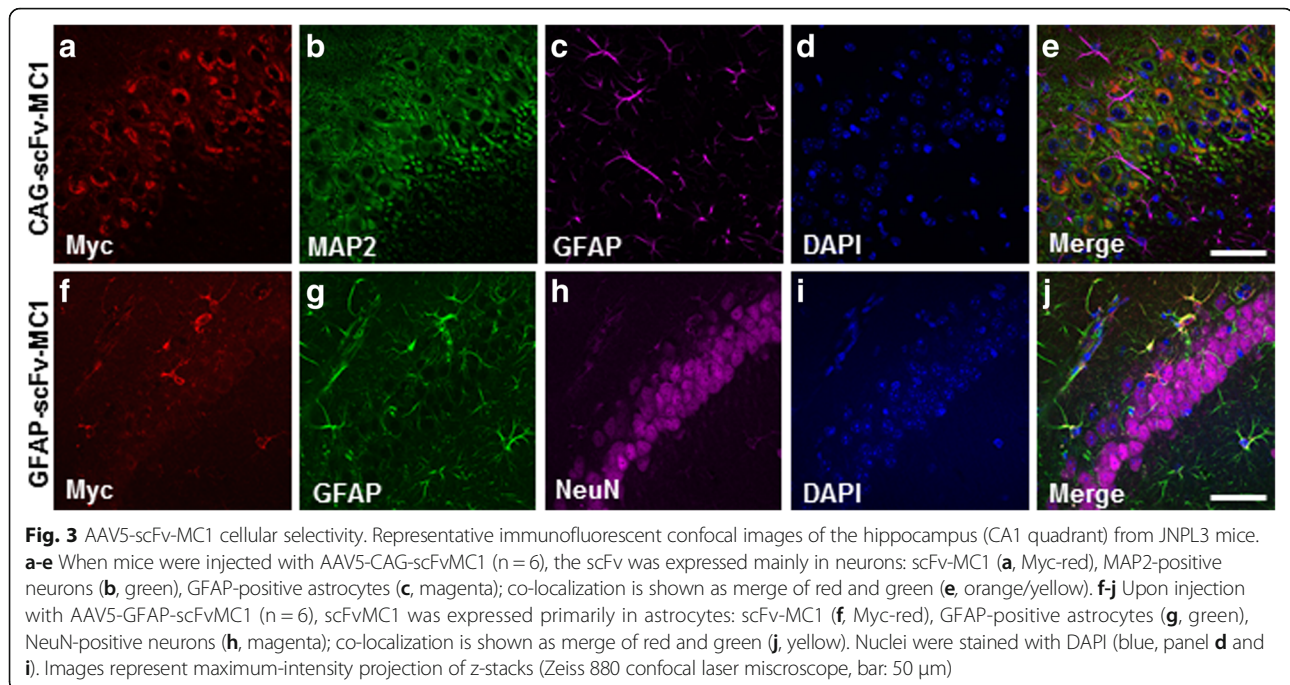 CAG-scFv-MC1
a b c d e
Myc MAP2 GFAP DAPI Merge
GFAP-scFv-MC1
f g h i j
Myc GFAP NeuN DAPI Merge
Fig. 3 AAV5-scFv-MC1 cellular selectivity. Representative immunofluorescent confocal images of the hippocampus (CA1 quadrant) from JNPL3 mice.
a-e When mice were injected with AAV5-CAG-scFvMC1 (n = 6), the scFv was expressed mainly in neurons: scFv-MC1 (a, Myc-red), MAP2-positive
neurons (b, green), GFAP-positive astrocytes (c, magenta); co-localization is shown as merge of red and green (e, orange/yellow). f-j Upon injection
with AAV5-GFAP-scFvMC1 (n = 6), scFvMC1 was expressed primarily in astrocytes: scFv-MC1 (f, Myc-red), GFAP-positive astrocytes (g, green),
NeuN-positive neurons (h, magenta); co-localization is shown as merge of red and green (j, yellow). Nuclei were stained with DAPI (blue, panel d and
i). Images represent maximum-intensity projection of z-stacks (Zeiss 880 confocal laser miscroscope, bar: 50 μm)